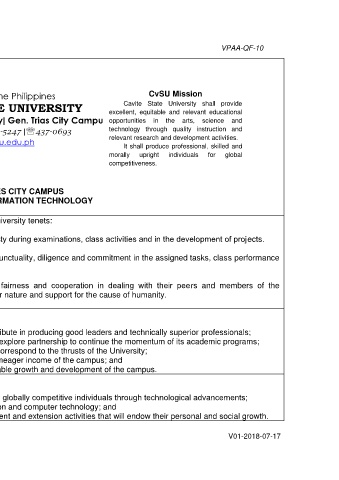 VPAA-QF-10
ne Philippines
E UNIVERSITY
y| Gen. Trias City Campu
-5247 |☏ 437-0693
u.edu.ph
CvSU Mission
Cavite State University shall provide
excellent, equitable and relevant educational
opportunities in the arts, science and
technology through quality instruction and
relevant research and development activities.
It shall produce professional, skilled and
morally upright individuals for global
competitiveness.
ES CITY CAMPUS
RMATION TECHNOLOGY
iversity tenets:
ty during examinations, class activities and in the development of projects.
unctuality, diligence and commitment in the assigned tasks, class performance
fairness and cooperation in dealing with their peers and members of the
r nature and support for the cause of humanity.
ribute in producing good leaders and technically superior professionals;
explore partnership to continue the momentum of its academic programs;
orrespond to the thrusts of the University;
meager income of the campus; and
able growth and development of the campus.
globally competitive individuals through technological advancements;
on and computer technology; and
ent and extension activities that will endow their personal and social growth.
V01-2018-07-17